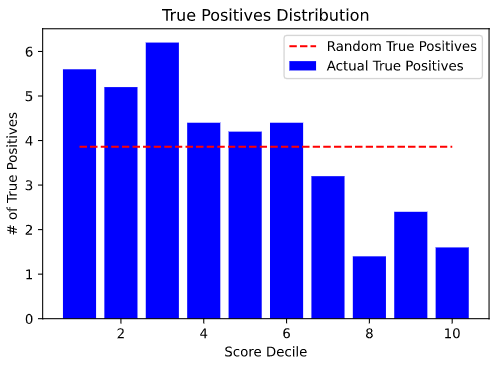 True Positives Distribution
Random True Positives
Actual True Positives
# of True Positives
6
5
4
3
2
1
0
2 4 6 8 10
Score Decile